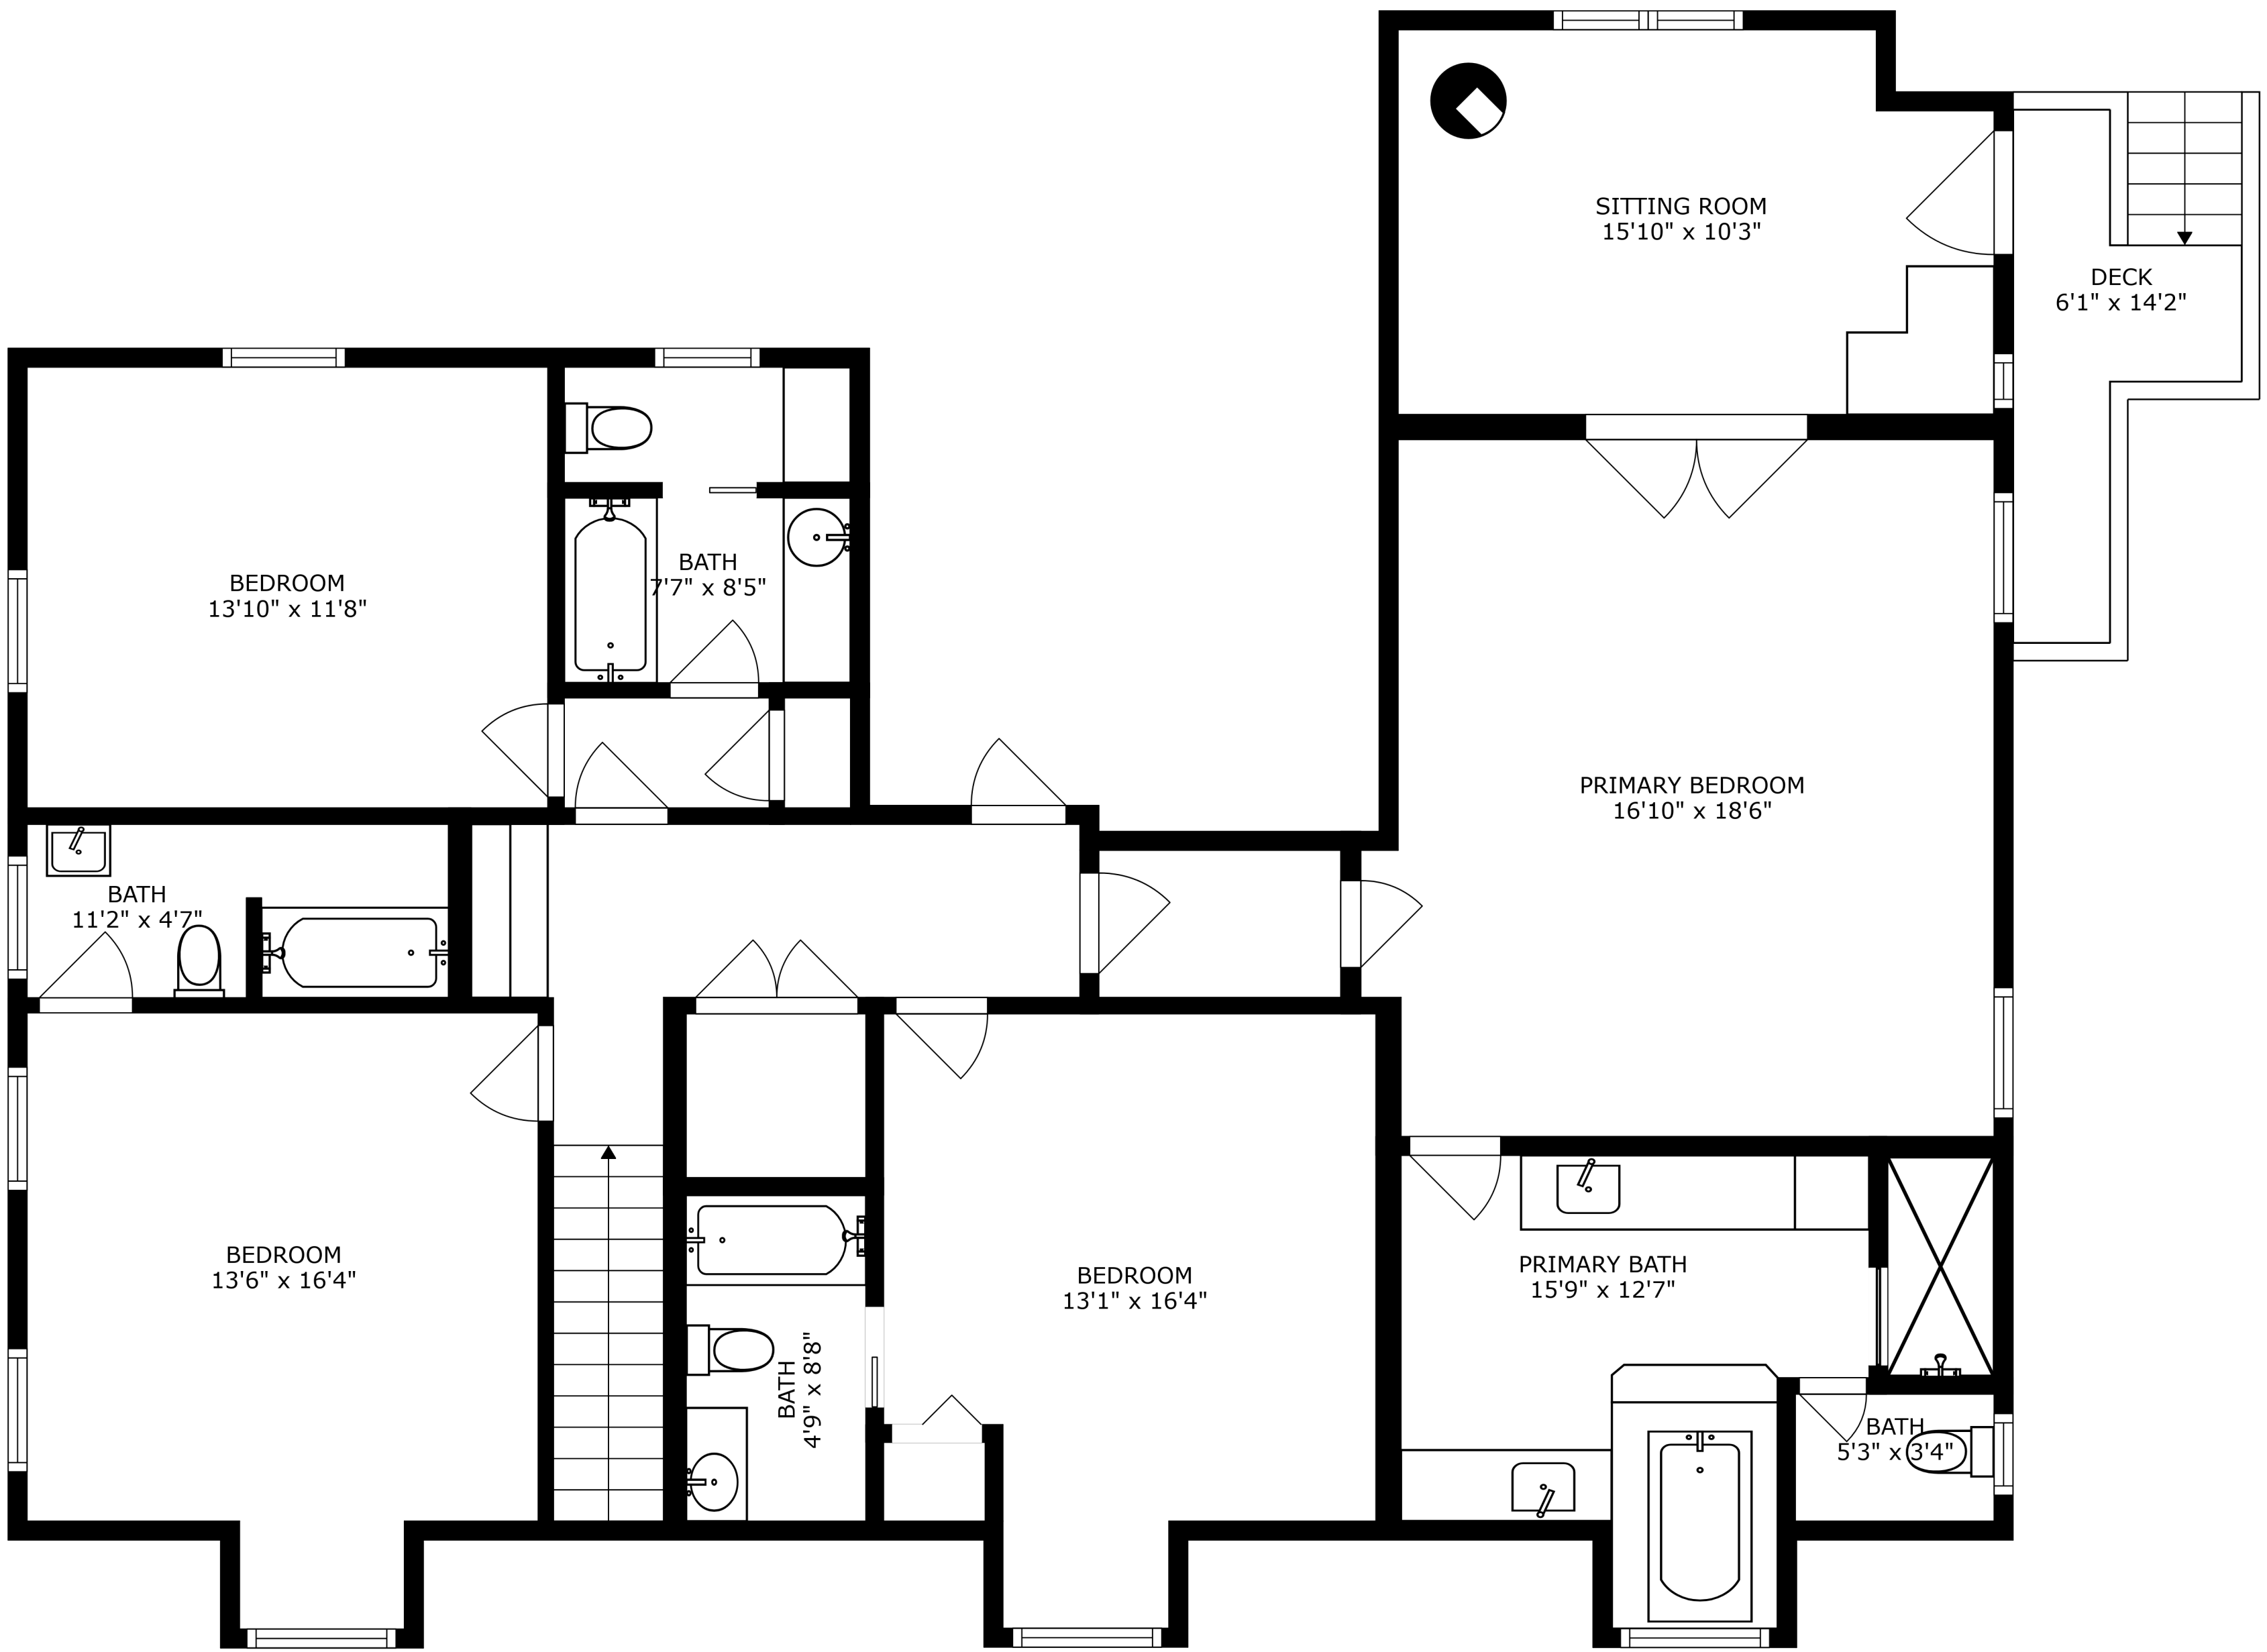 SITTING ROOM
15'10" x 10'3"
DECK
6'1" x 14'2"
BEDROOM
13'10" x 11'8"
BATH
7'7" x 8'5"
PRIMARY BEDROOM
16'10" x 18'6"
BATH
11'2" x 4'7"
BEDROOM
13'6" x 16'4"
BATH
4'9" x 8'8"
BEDROOM
13'1" x 16'4"
PRIMARY BATH
15'9" x 12'7"
BATH
5'3" x 3'4"